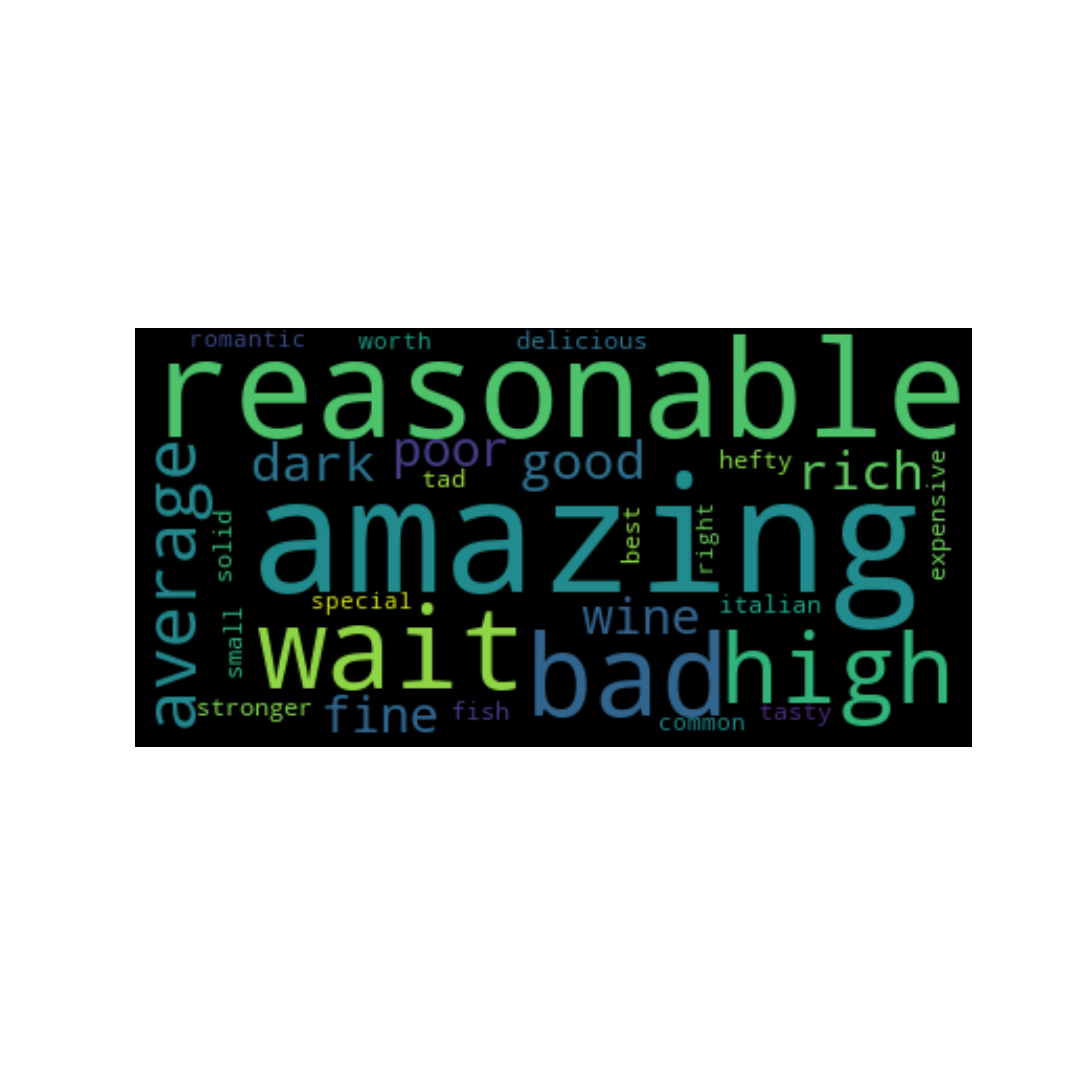 romantic worth delicious
reasonable
average
dark poor good hefty rich
tad
expensive
solid
amazing
best
right
special
small
wait
wine italian
bad
high
stronger fine fish common tasty